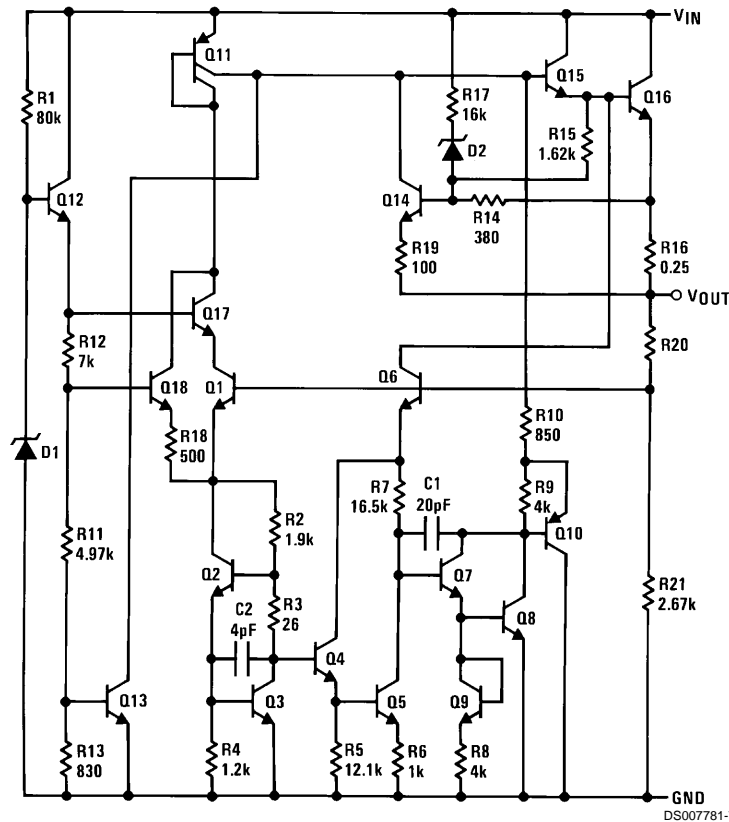 VIN
Q11
Q15
Q16
R1
80k
R17
16k
R15
1.62k
D2
Q12
Q14
R14
380
R19
100
R16
0.25
VOUT
Q17
R12
7k
R20
Q18
Q1
Q6
R10
850
D1
R18
500
R7
16.5k
C1
20pF
R9
4k
Q10
R2
1.9k
R11
4.97k
Q2
Q7
R21
2.67k
C2
4pF
R3
26
Q8
Q4
Q13
Q3
Q5
Q9
R13
830
R4
1.2k
R5
12.1k
R6
1k
R8
4k
GND
DS007781-